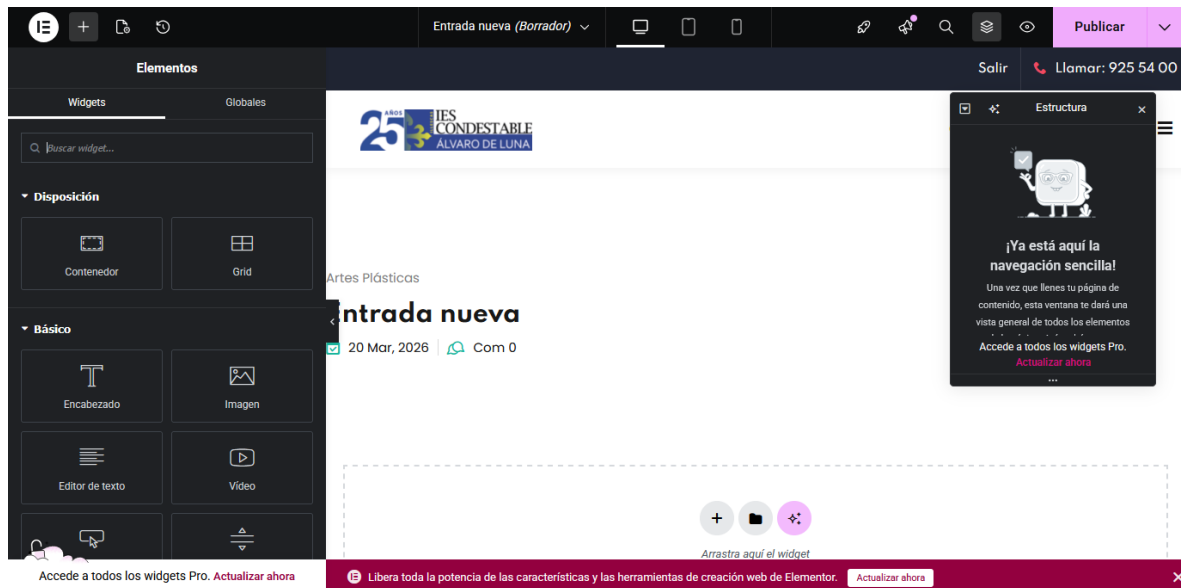 Entrada nueva (Borrador)
Publicar
Elementos
Widgets
Globales
Buscar widget...
Disposición
Contenedor
Grid
Básico
Encabezado
Imagen
Editor de texto
Vídeo
Accede a todos los widgets Pro. Actualizar ahora
Salir
Llamar: 925 54 00
25 AÑOS
IES
CONDESTABLE
ÁLVARO DE LUNA
Artes Plásticas
ntrada nueva
20 Mar, 2026
Com 0
Estructura
¡Ya está aquí la
navegación sencilla!
Una vez que llenes tu página de
contenido, esta ventana te dará una
vista general de todos los elementos
Accede a todos los widgets Pro.
Actualizar ahora
...
Arrastra aquí el widget
Libera toda la potencia de las características y las herramientas de creación web de Elementor.
Actualizar ahora